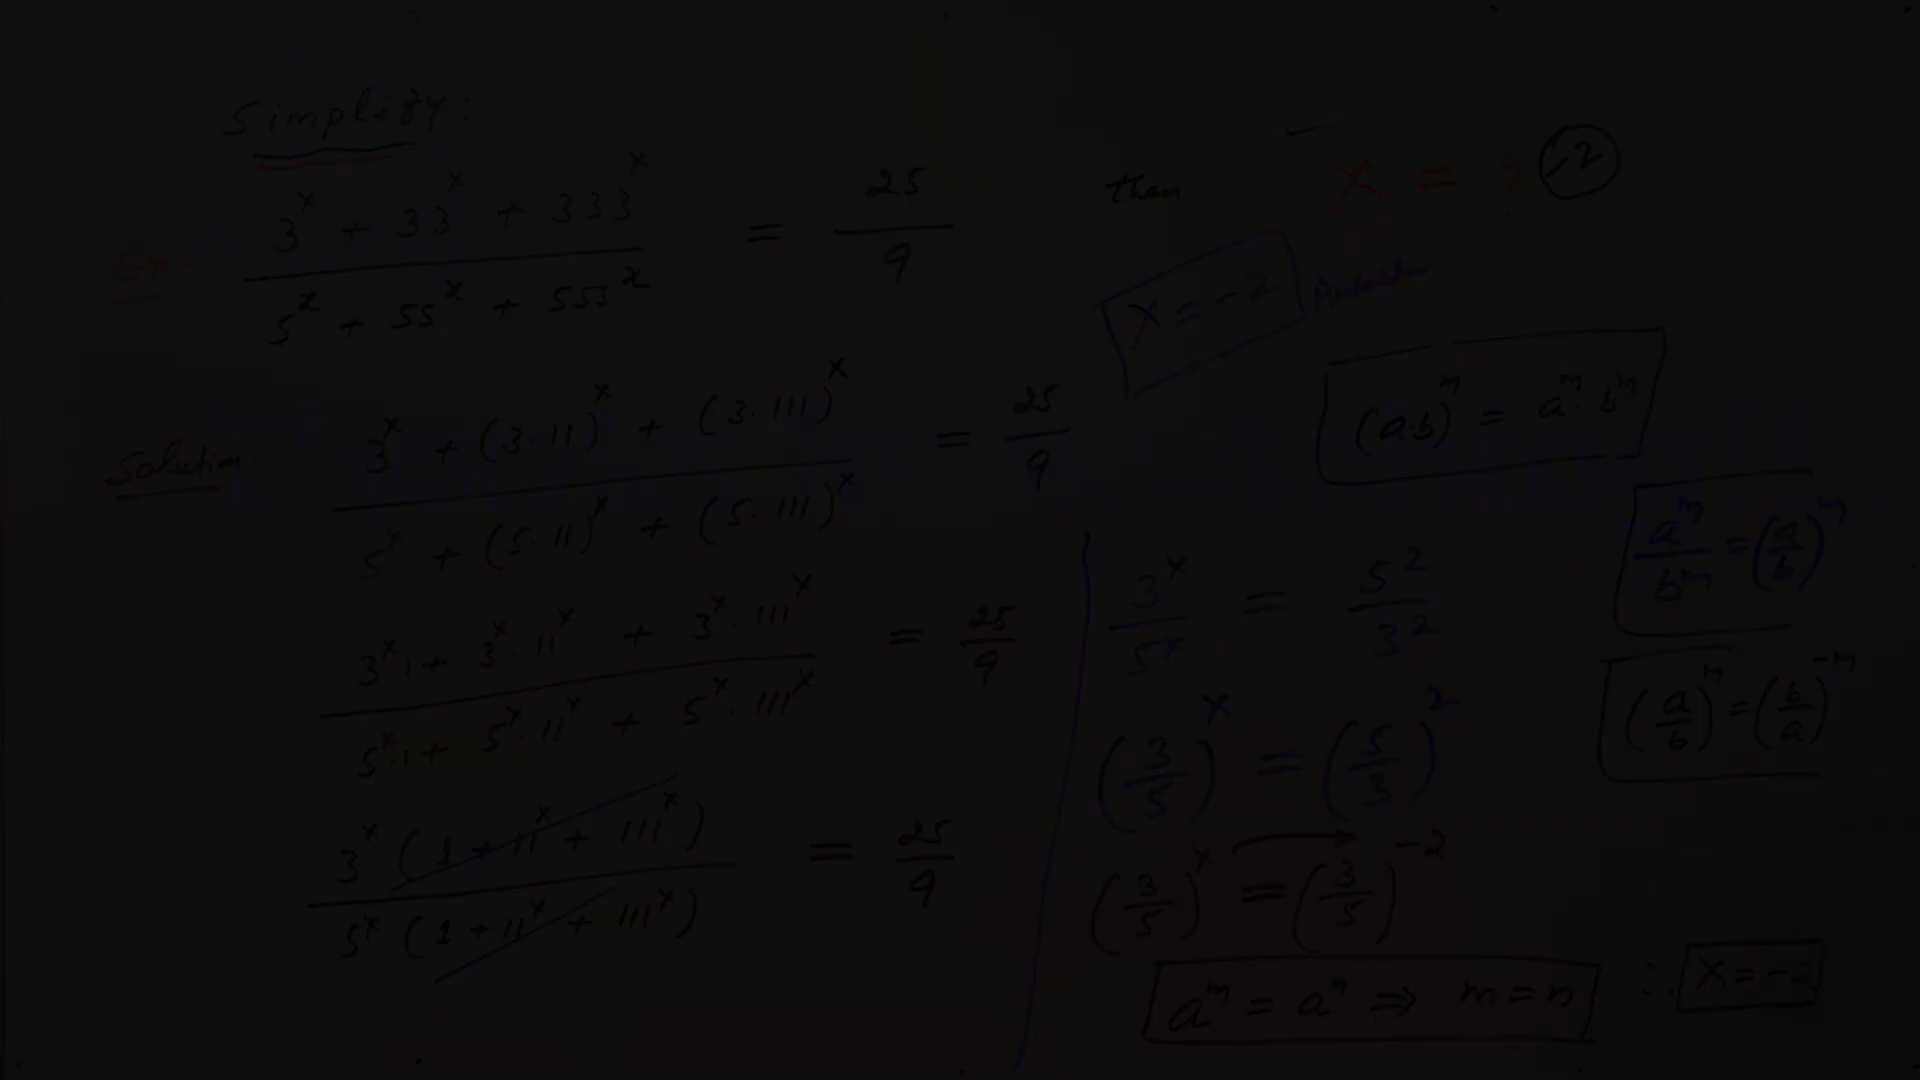 Simplify:
Ex:- (3^x + 33^x + 333^x) / (5^x + 55^x + 555^x) = 25/9 then x = ? -2
x = -2 Answer
Solution:- (3^x + (3·11)^x + (3·111)^x) / (5^x + (5·11)^x + (5·111)^x) = 25/9
(ab)^m = a^m · b^m
(3^x·1 + 3^x·11^x + 3^x·111^x) / (5^x·1 + 5^x·11^x + 5^x·111^x) = 25/9
3^x (1 + 11^x + 111^x) / 5^x (1 + 11^x + 111^x) = 25/9
3^x / 5^x = 5^2 / 3^2
a^m / b^m = (a/b)^m
(3/5)^x = (5/3)^2
(a/b)^m = (b/a)^-m
(3/5)^x = (3/5)^-2
a^m = a^n ⇒ m = n ∴ x = -2